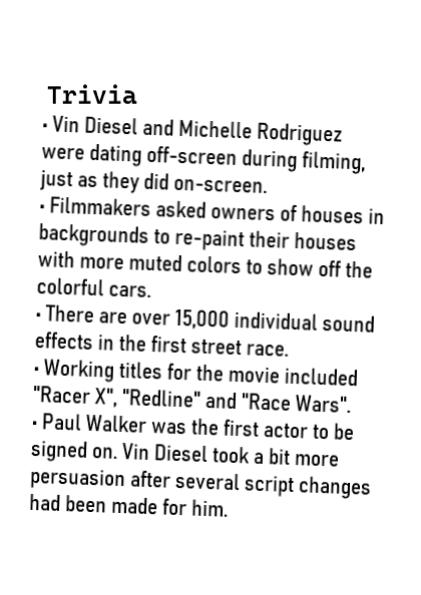 Trivia
· Vin Diesel and Michelle Rodriguez
were dating off-screen during filming,
just as they did on-screen.
· Filmmakers asked owners of houses in
backgrounds to re-paint their houses
with more muted colors to show off the
colorful cars.
· There are over 15,000 individual sound
effects in the first street race.
· Working titles for the movie included
"Racer X", "Redline" and "Race Wars".
· Paul Walker was the first actor to be
signed on. Vin Diesel took a bit more
persuasion after several script changes
had been made for him.